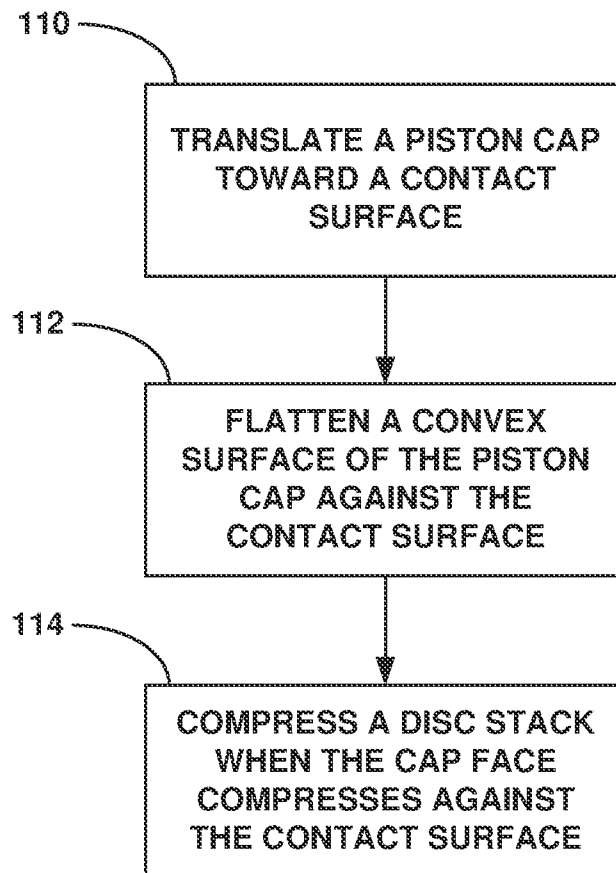 110
TRANSLATE A PISTON CAP
TOWARD A CONTACT
SURFACE
112
FLATTEN A CONVEX
SURFACE OF THE PISTON
CAP AGAINST THE
CONTACT SURFACE
114
COMPRESS A DISC STACK
WHEN THE CAP FACE
COMPRESSES AGAINST
THE CONTACT SURFACE